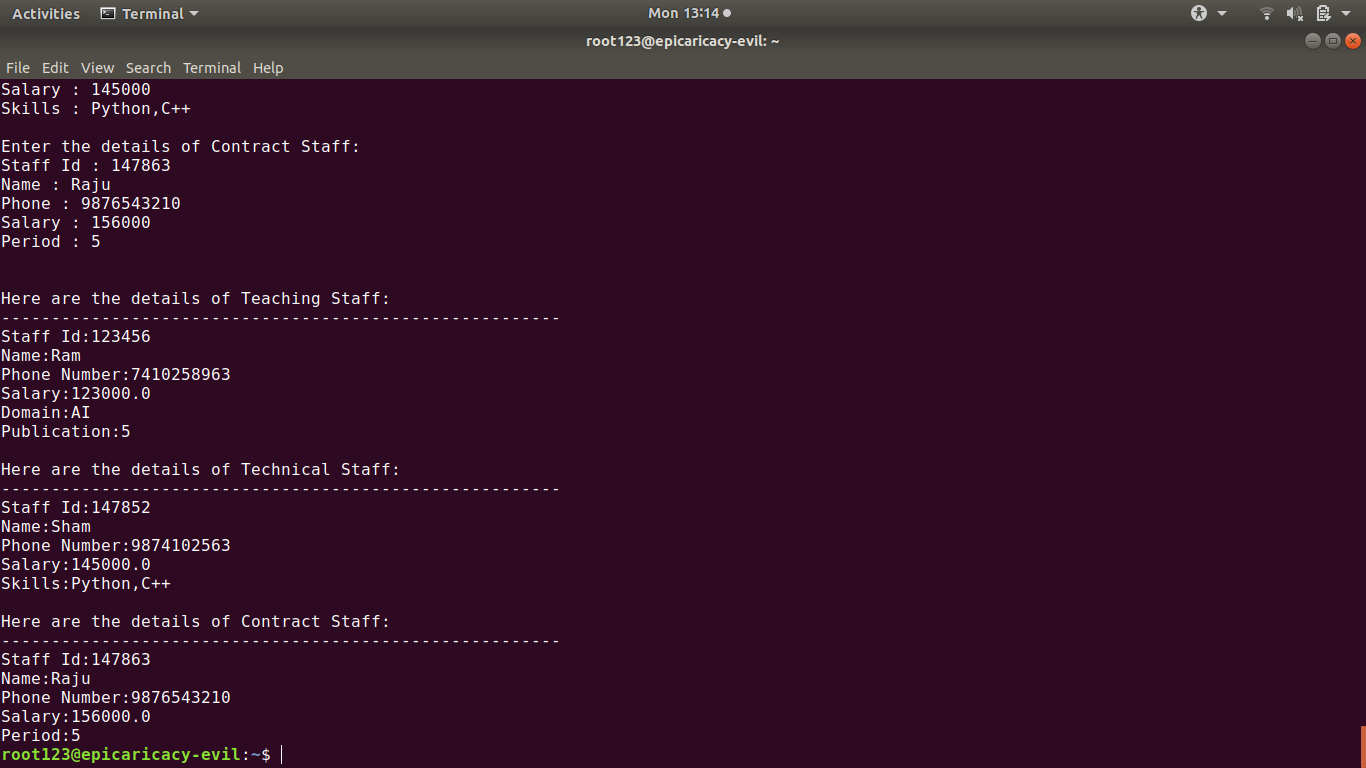 Activities Terminal Mon 13:14
root123@epicaricacy-evil: ~
File Edit View Search Terminal Help
Salary : 145000
Skills : Python,C++
Enter the details of Contract Staff:
Staff Id : 147863
Name : Raju
Phone : 9876543210
Salary : 156000
Period : 5
Here are the details of Teaching Staff:
--------------------------------------------------------
Staff Id:123456
Name:Ram
Phone Number:7410258963
Salary:123000.0
Domain:AI
Publication:5
Here are the details of Technical Staff:
--------------------------------------------------------
Staff Id:147852
Name:Sham
Phone Number:9874102563
Salary:145000.0
Skills:Python,C++
Here are the details of Contract Staff:
--------------------------------------------------------
Staff Id:147863
Name:Raju
Phone Number:9876543210
Salary:156000.0
Period:5
root123@epicaricacy-evil:~$